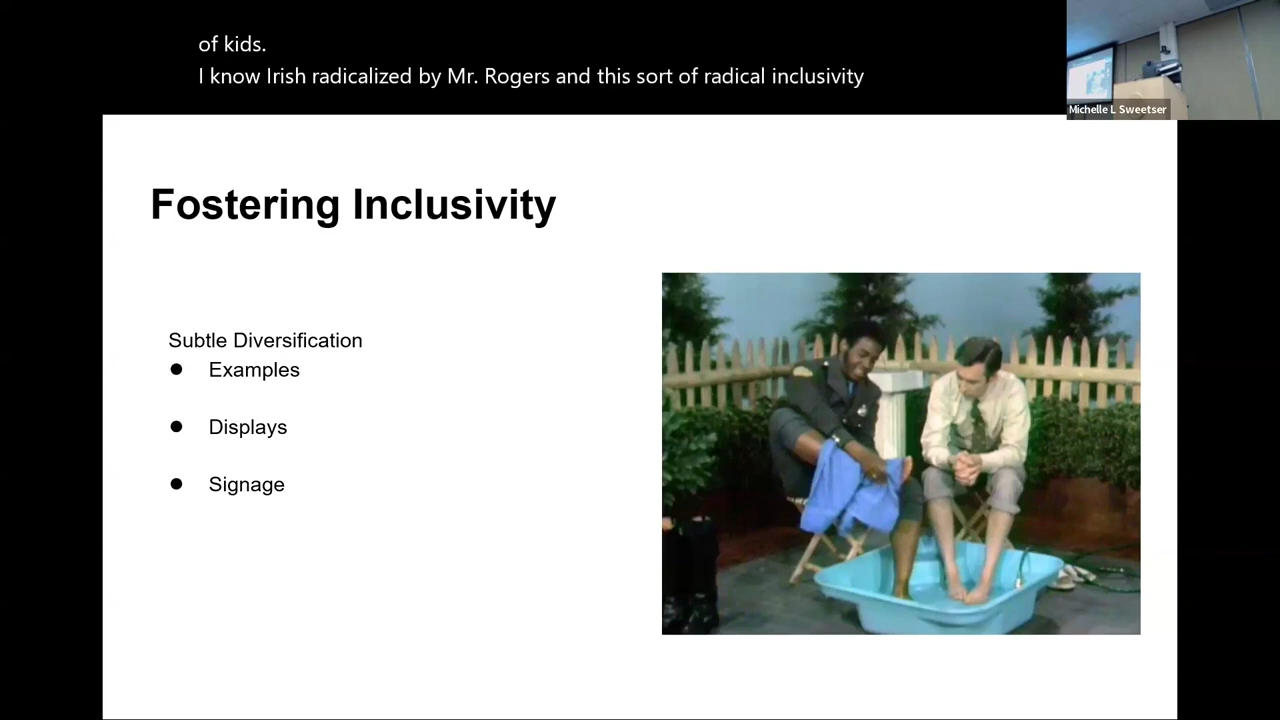 of kids.
I know Irish radicalized by Mr. Rogers and this sort of radical inclusivity
Michelle L Sweetser
Fostering Inclusivity
Subtle Diversification
● Examples
● Displays
● Signage